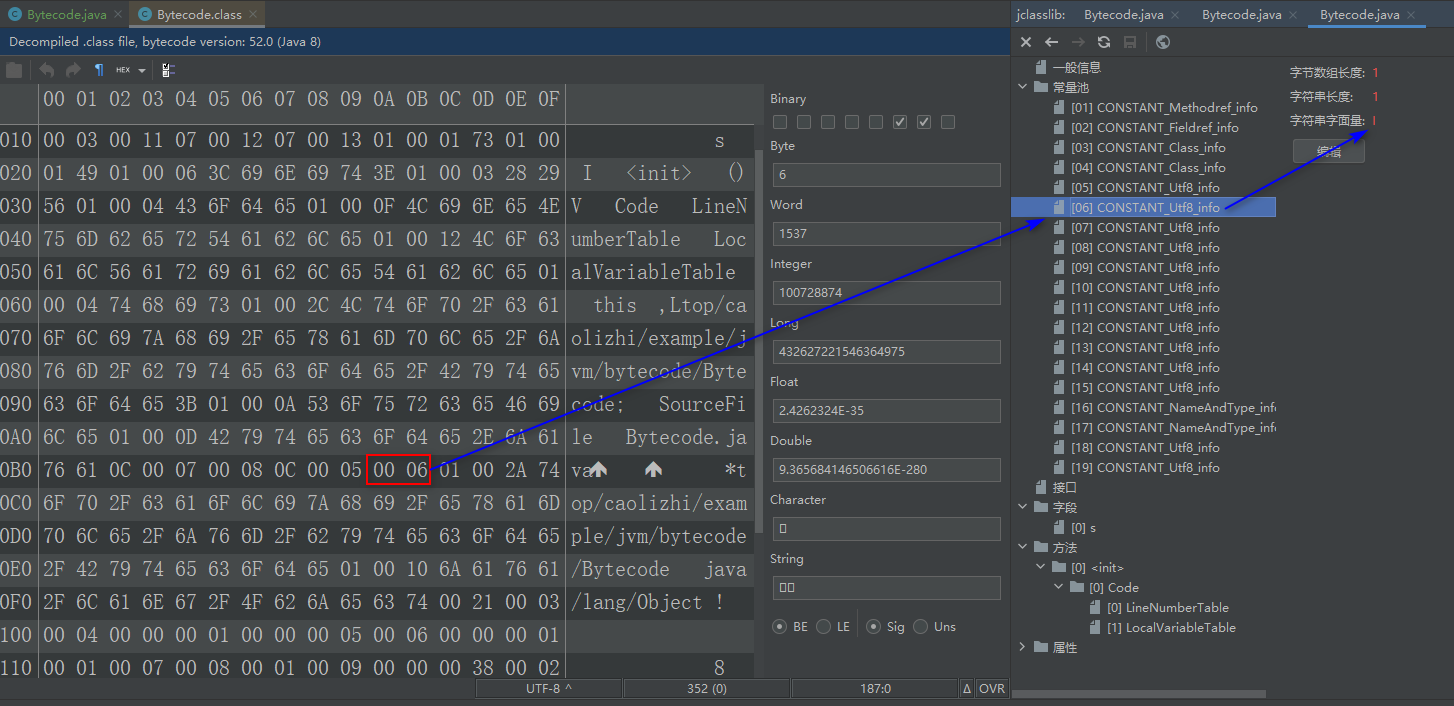 Bytecode.java
Bytecode.class
jclasslib:
Bytecode.java
Bytecode.java
Bytecode.java
Decompiled .class file, bytecode version: 52.0 (Java 8)
HEX
00 01 02 03 04 05 06 07 08 09 0A 0B 0C 0D 0E 0F
010 00 03 00 11 07 00 12 07 00 13 01 00 01 73 01 00 s
020 01 49 01 00 06 3C 69 6E 69 74 3E 01 00 03 28 29 I <init> ()
030 56 01 00 04 43 6F 64 65 01 00 0F 4C 69 6E 65 4E V Code LineN
040 75 6D 62 65 72 54 61 62 6C 65 01 00 12 4C 6F 63 umberTable Loc
050 61 6C 56 61 72 69 61 62 6C 65 54 61 62 6C 65 01 alVariableTable
060 00 04 74 68 69 73 01 00 2C 4C 74 6F 70 2F 63 61 this ,Ltop/ca
070 6F 6C 69 7A 68 69 2F 65 78 61 6D 70 6C 65 2F 6A olizhi/example/j
080 76 6D 2F 62 79 74 65 63 6F 64 65 2F 42 79 74 65 vm/bytecode/Byte
090 63 6F 64 65 3B 01 00 0A 53 6F 75 72 63 65 46 69 code; SourceFi
0A0 6C 65 01 00 0D 42 79 74 65 63 6F 64 65 2E 6A 61 le Bytecode.ja
0B0 76 61 0C 00 07 00 08 0C 00 05 00 06 01 00 2A 74 va *t
0C0 6F 70 2F 63 61 6F 6C 69 7A 68 69 2F 65 78 61 6D op/caolizhi/exam
0D0 70 6C 65 2F 6A 76 6D 2F 62 79 74 65 63 6F 64 65 ple/jvm/bytecode
0E0 2F 42 79 74 65 63 6F 64 65 01 00 10 6A 61 76 61 /Bytecode java
0F0 2F 6C 61 6E 67 2F 4F 62 6A 65 63 74 00 21 00 03 /lang/Object !
100 00 04 00 00 00 01 00 00 00 05 00 06 00 00 00 01
110 00 01 00 07 00 08 00 01 00 09 00 00 00 38 00 02 8
Binary
Byte
6
Word
1537
Integer
100728874
Long
432627221546364975
Float
2.4262324E-35
Double
9.365684146506616E-280
Character
String
BE LE Sig Uns
UTF-8 ^
352 (0)
187:0
Δ
OVR
一般信息
常量池
[01] CONSTANT_Methodref_info
[02] CONSTANT_Fieldref_info
[03] CONSTANT_Class_info
[04] CONSTANT_Class_info
[05] CONSTANT_Utf8_info
[06] CONSTANT_Utf8_info
[07] CONSTANT_Utf8_info
[08] CONSTANT_Utf8_info
[09] CONSTANT_Utf8_info
[10] CONSTANT_Utf8_info
[11] CONSTANT_Utf8_info
[12] CONSTANT_Utf8_info
[13] CONSTANT_Utf8_info
[14] CONSTANT_Utf8_info
[15] CONSTANT_Utf8_info
[16] CONSTANT_NameAndType_info
[17] CONSTANT_NameAndType_info
[18] CONSTANT_Utf8_info
[19] CONSTANT_Utf8_info
接口
字段
[0] s
方法
[0] <init>
[0] Code
[0] LineNumberTable
[1] LocalVariableTable
属性
字节数组长度: 1
字符串长度: 1
字符串字面量: I
编辑